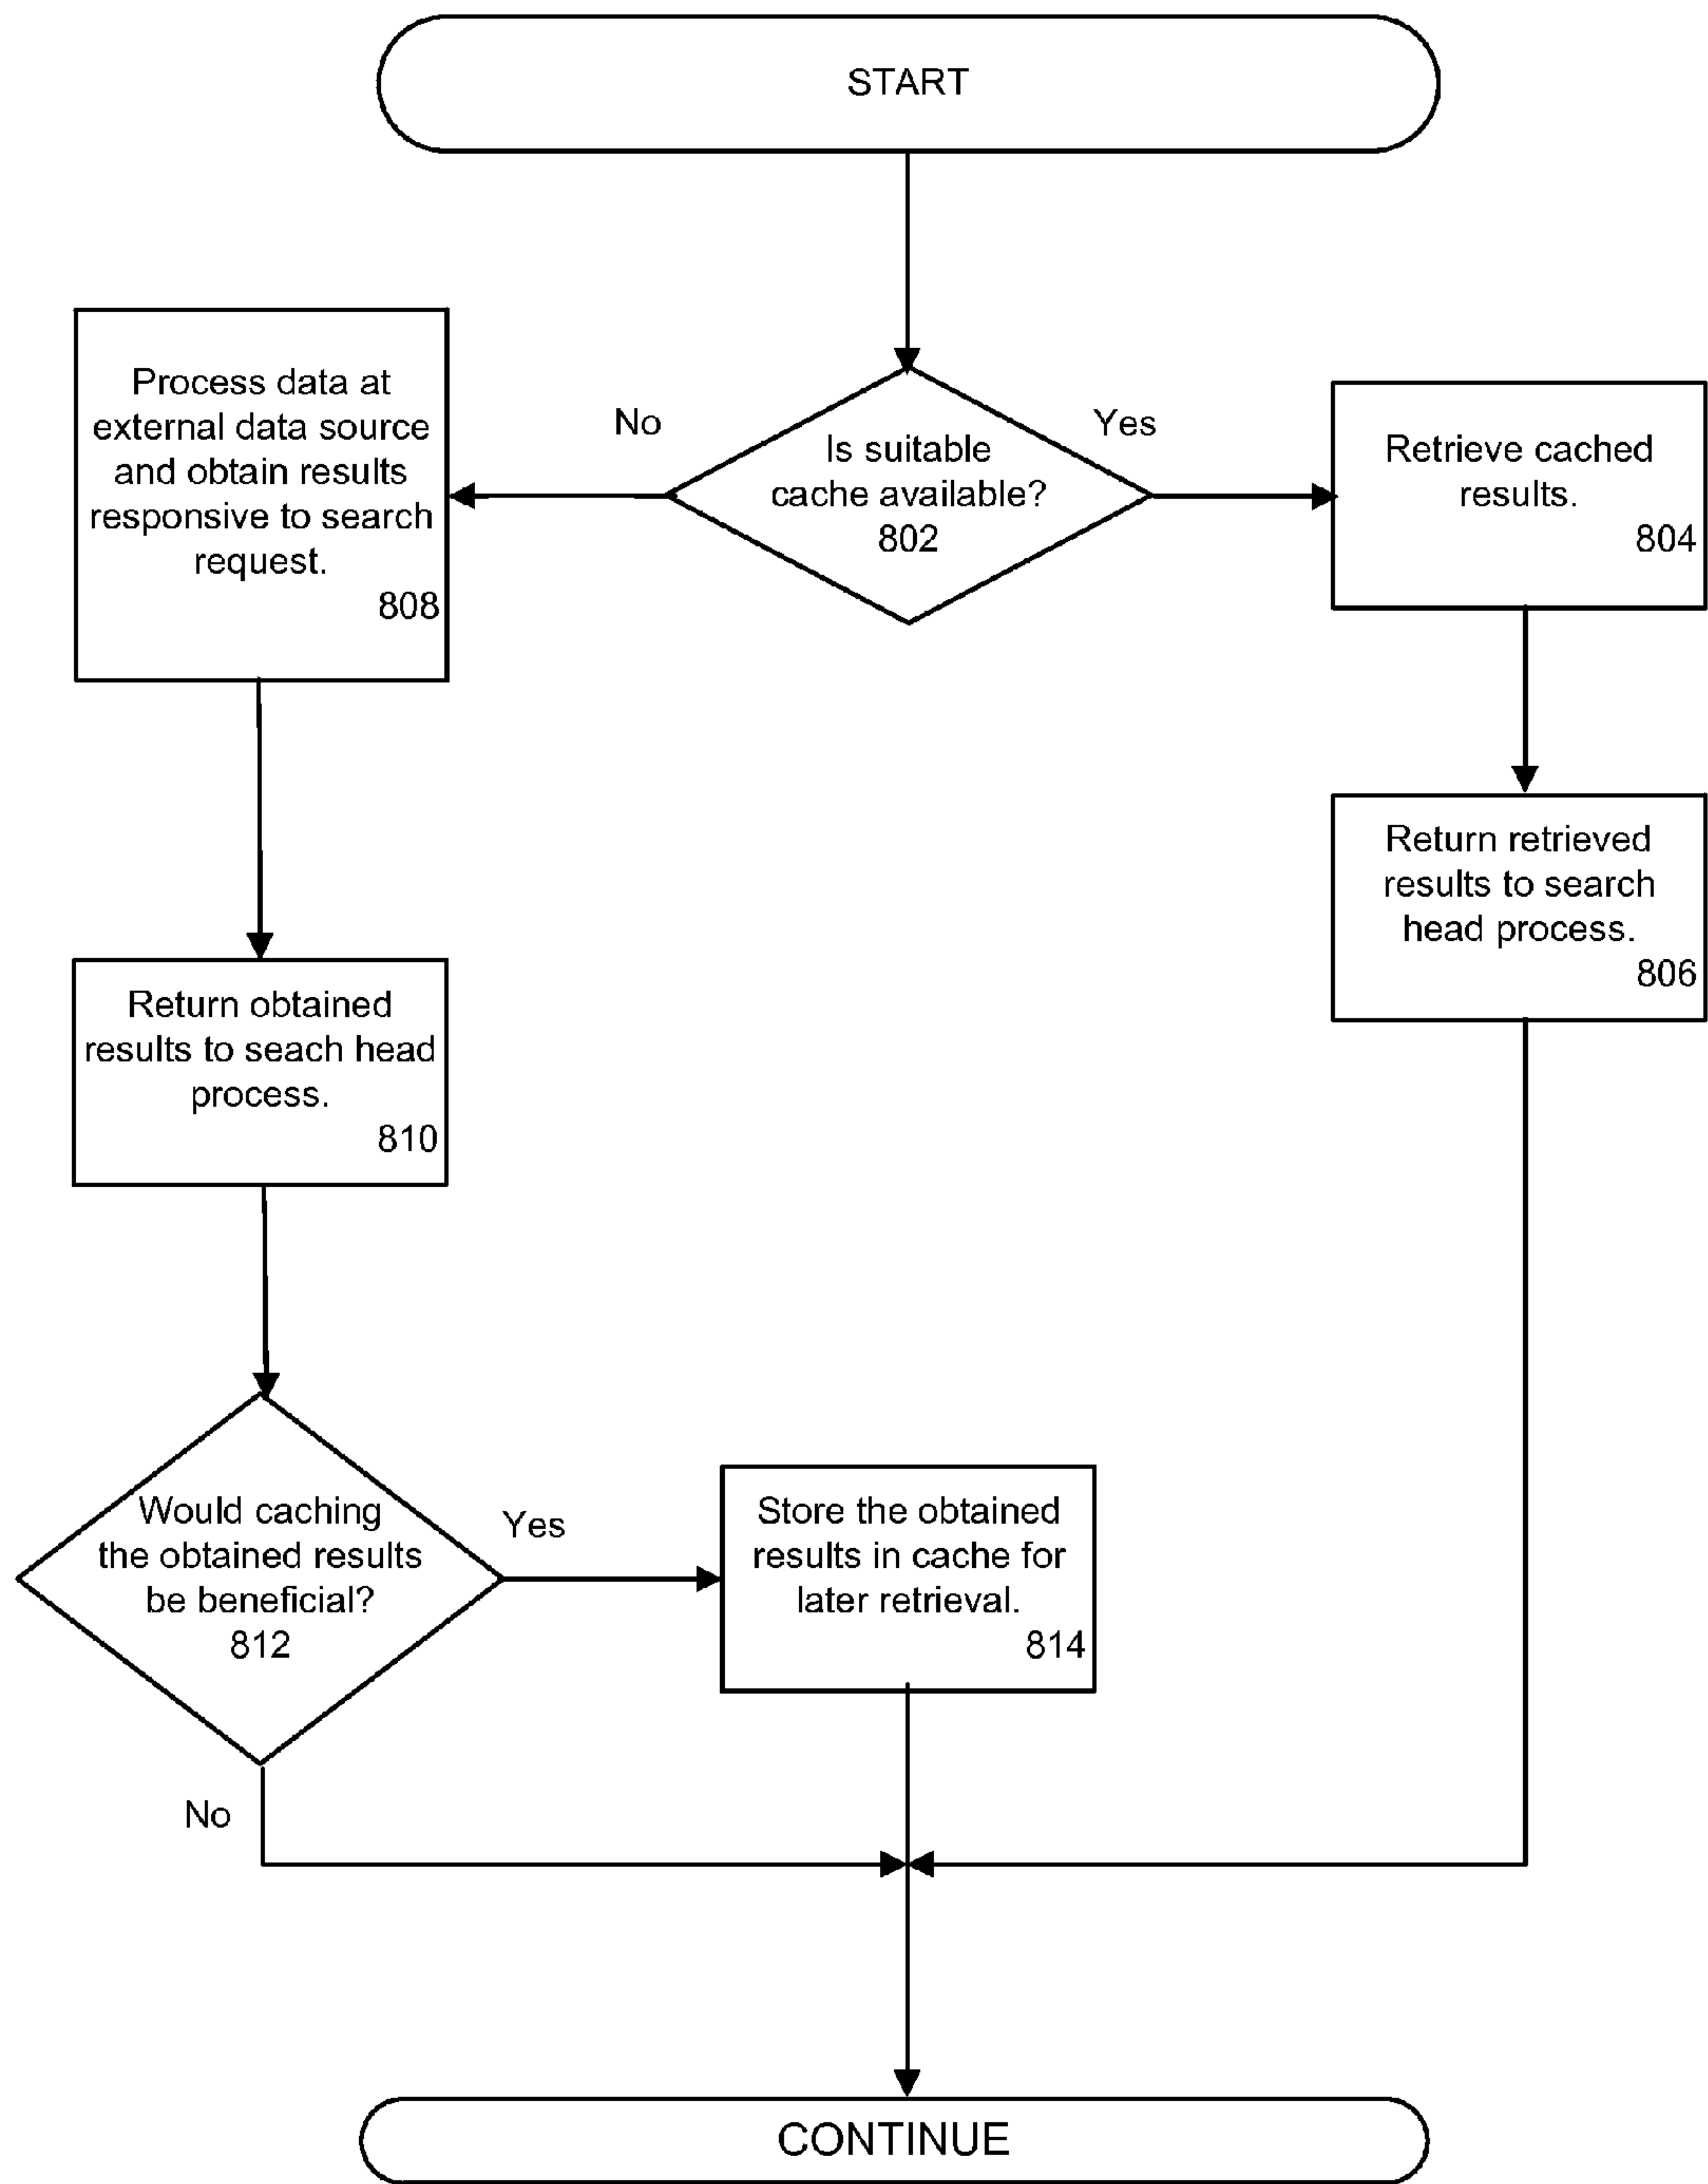 START
Process data at
external data source
and obtain results
responsive to search
request.
808
No
Is suitable
cache available?
802
Yes
Retrieve cached
results.
804
Return retrieved
results to search
head process.
806
Return obtained
results to seach head
process.
810
Would caching
the obtained results
be beneficial?
812
Yes
Store the obtained
results in cache for
later retrieval.
814
No
CONTINUE